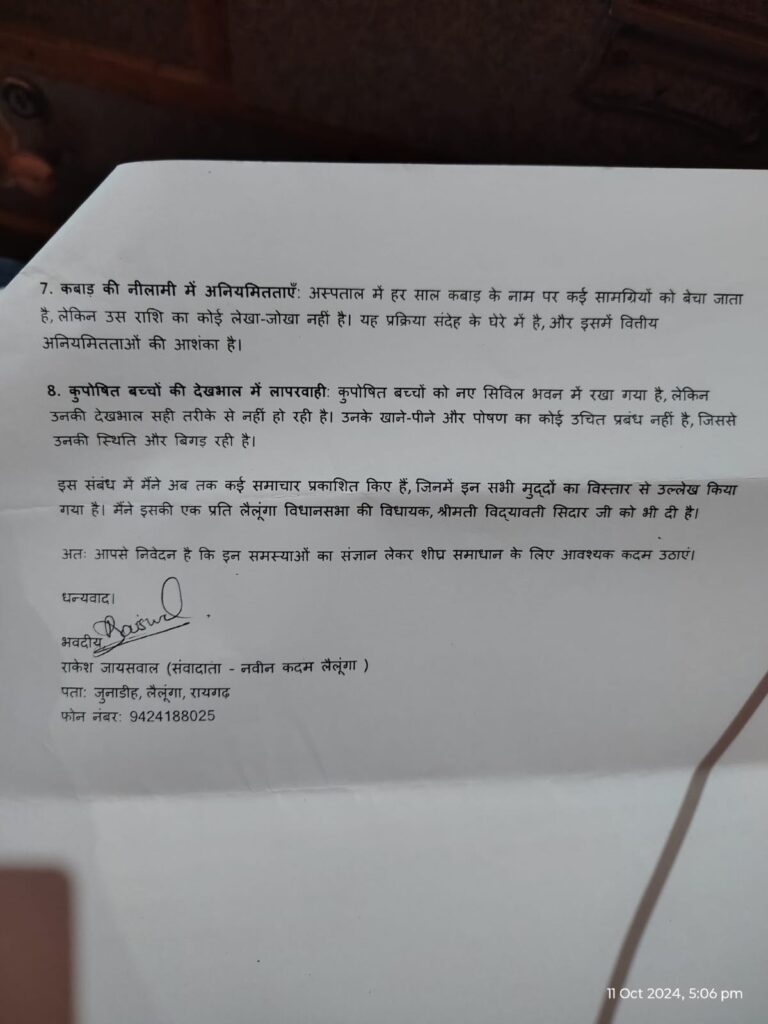 7. कबाड़ की नीलामी में अनियमितताएँ: अस्पताल में हर साल कबाड़ के नाम पर कई सामग्रियों को बेचा जाता
है, लेकिन उस राशि का कोई लेखा-जोखा नहीं है। यह प्रक्रिया संदेह के घेरे में है, और इसमें वित्तीय
अनियमितताओं की आशंका है।
8. कुपोषित बच्चों की देखभाल में लापरवाही: कुपोषित बच्चों को नए सिविल भवन में रखा गया है, लेकिन
उनकी देखभाल सही तरीके से नहीं हो रही है। उनके खाने-पीने और पोषण का कोई उचित प्रबंध नहीं है, जिससे
उनकी स्थिति और बिगड़ रही है।
इस संबंध में मैंने अब तक कई समाचार प्रकाशित किए हैं, जिनमें इन सभी मुद्दों का विस्तार से उल्लेख किया
गया है। मैंने इसकी एक प्रति लैलूंगा विधानसभा की विधायक, श्रीमती विद्यावती सिदार जी को भी दी है।
अतः आपसे निवेदन है कि इन समस्याओं का संज्ञान लेकर शीघ्र समाधान के लिए आवश्यक कदम उठाएं।
धन्यवाद।
भवदीय
राकेश जायसवाल (संवादाता - नवीन कदम लैलूंगा )
पता: जुनाडीह, लैलूंगा, रायगढ़
फोन नंबर: 9424188025
11 Oct 2024, 5:06 pm